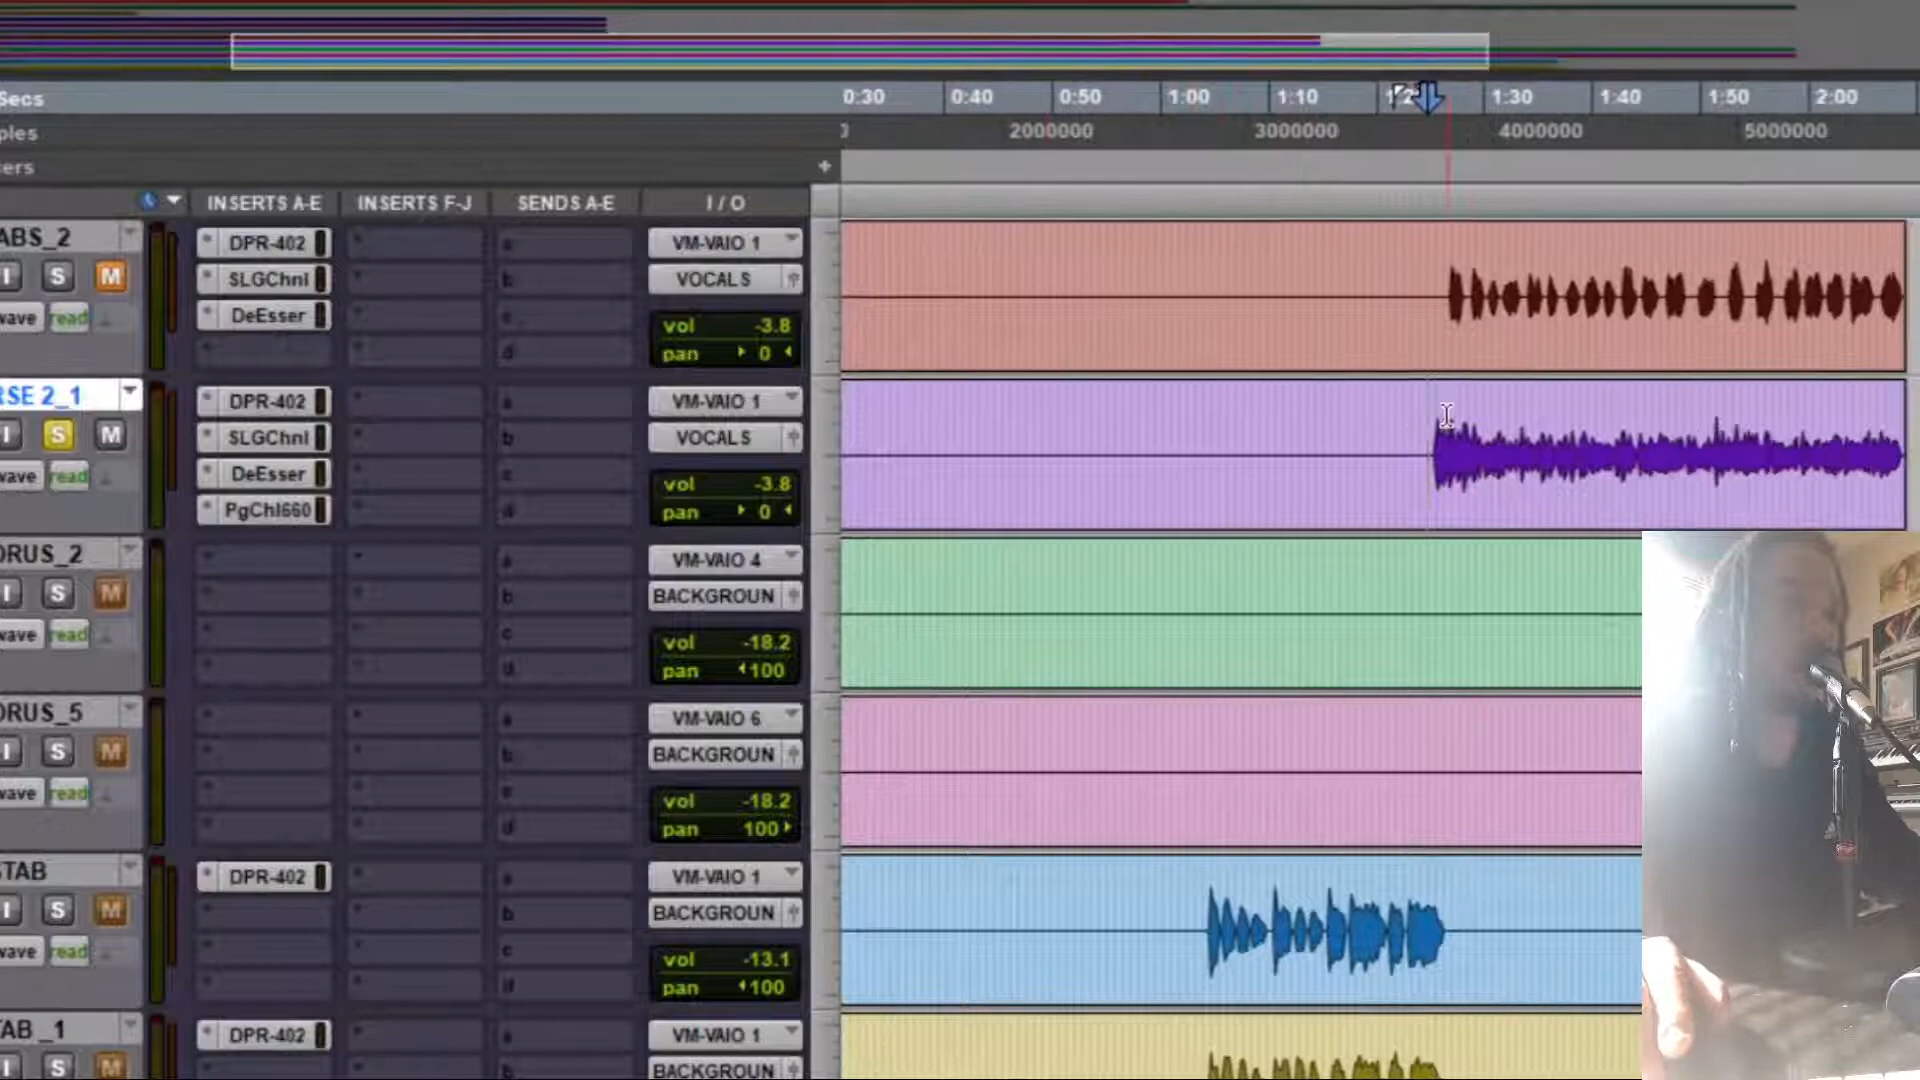 Secs 0:30 0:40 0:50 1:00 1:10 1:2 1:30 1:40 1:50 2:00
ples 2000000 3000000 4000000 5000000
ers +
INSERTS A-E INSERTS F-J SENDS A-E I / O
ABS_2 DPR-402 a VM-VAIO 1
I S M SLGChnl b VOCALS
DeEsser c vol -3.8
wave read d pan 0
RSE 2_1 DPR-402 a VM-VAIO 1
I S M SLGChnl b VOCALS
wave read DeEsser c vol -3.8
PgChl660 d pan 0
ORUS_2 a VM-VAIO 4
I S M b BACKGROUN
wave read c vol -18.2
d pan 100
ORUS_5 a VM-VAIO 6
I S M b BACKGROUN
wave read c vol -18.2
d pan 100
STAB DPR-402 a VM-VAIO 1
I S M b BACKGROUN
wave read c vol -13.1
d pan 100
TAB _1 DPR-402 a VM-VAIO 1
I S M b BACKGROUN